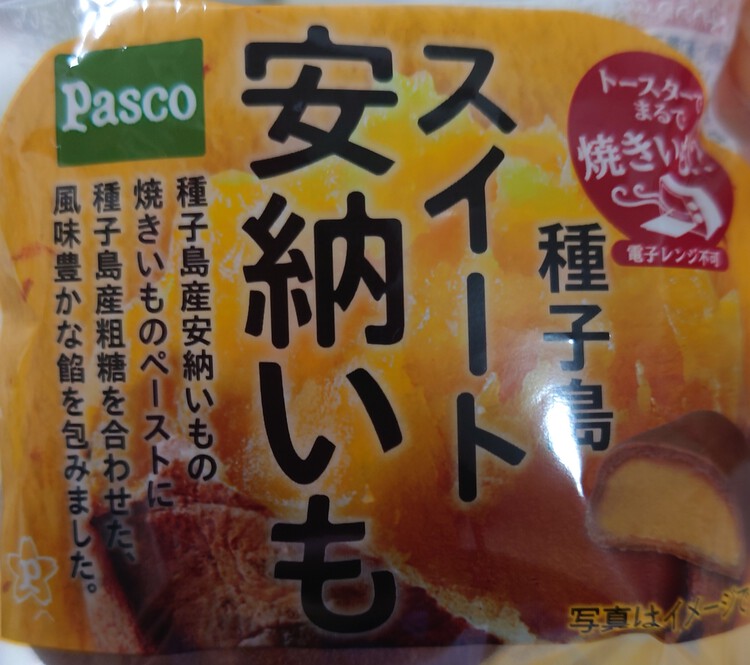 Pasco
種子島
スイート
安納いも
トースターで
まるで
焼きいも
電子レンジ不可
種子島産安納いもの
焼きいものペーストに
種子島産粗糖を合わせた、
風味豊かな餡を包みました。
写真はイメージで